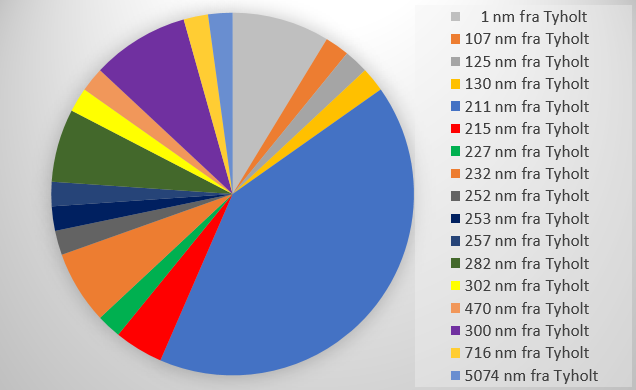 1 nm fra Tyholt
107 nm fra Tyholt
125 nm fra Tyholt
130 nm fra Tyholt
211 nm fra Tyholt
215 nm fra Tyholt
227 nm fra Tyholt
232 nm fra Tyholt
252 nm fra Tyholt
253 nm fra Tyholt
257 nm fra Tyholt
282 nm fra Tyholt
302 nm fra Tyholt
470 nm fra Tyholt
300 nm fra Tyholt
716 nm fra Tyholt
5074 nm fra Tyholt